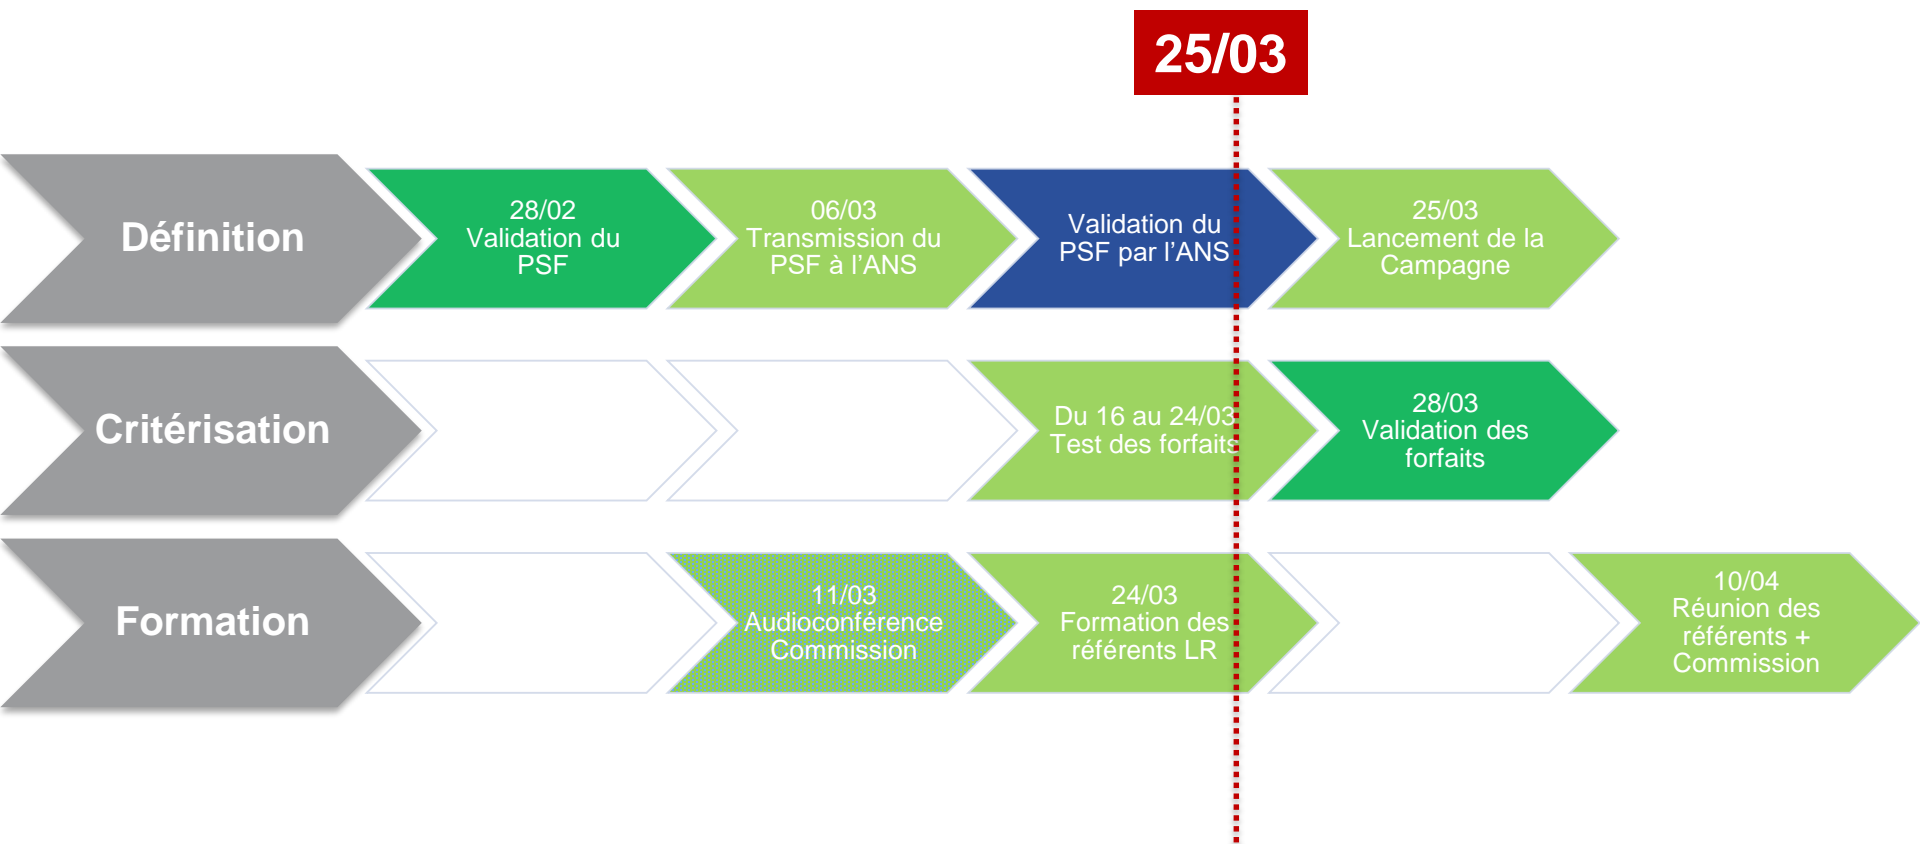 25/03
Définition
28/02
Validation du
PSF
06/03
Transmission du
PSF à l’ANS
Validation du
PSF par l’ANS
25/03
Lancement de la
Campagne
Critérisation
Du 16 au 24/03
Test des forfaits
28/03
Validation des
forfaits
Formation
11/03
Audioconférence
Commission
24/03
Formation des
référents LR
10/04
Réunion des
référents +
Commission